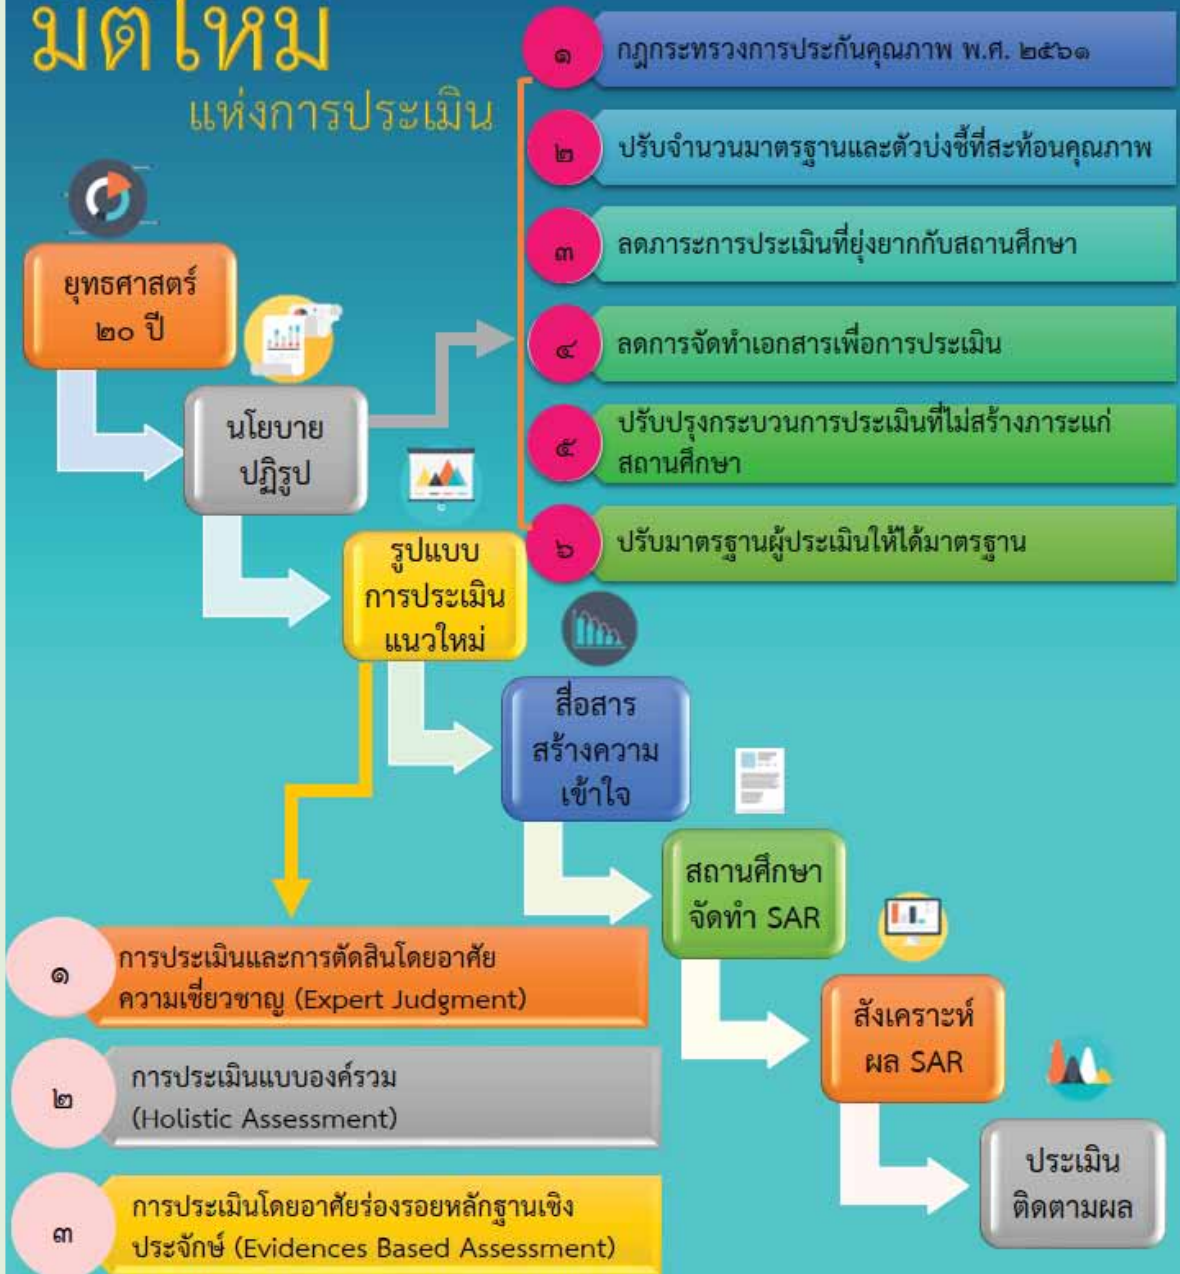 มิติใหม่
แห่งการประเมิน
๑
กฎกระทรวงการประกันคุณภาพ พ.ศ. ๒๕๖๑
๒
ปรับจำนวนมาตรฐานและตัวบ่งชี้ที่สะท้อนคุณภาพ
๓
ลดภาระการประเมินที่ยุ่งยากกับสถานศึกษา
๔
ลดการจัดทำเอกสารเพื่อการประเมิน
๕
ปรับปรุงกระบวนการประเมินที่ไม่สร้างภาระแก่
สถานศึกษา
๖
ปรับมาตรฐานผู้ประเมินให้ได้มาตรฐาน
ยุทธศาสตร์
๒๐ ปี
นโยบาย
ปฏิรูป
รูปแบบ
การประเมิน
แนวใหม่
สื่อสาร
สร้างความ
เข้าใจ
สถานศึกษา
จัดทำ SAR
สังเคราะห์
ผล SAR
ประเมิน
ติดตามผล
๑
การประเมินและการตัดสินโดยอาศัย
ความเชี่ยวชาญ (Expert Judgment)
๒
การประเมินแบบองค์รวม
(Holistic Assessment)
๓
การประเมินโดยอาศัยร่องรอยหลักฐานเชิง
ประจักษ์ (Evidences Based Assessment)